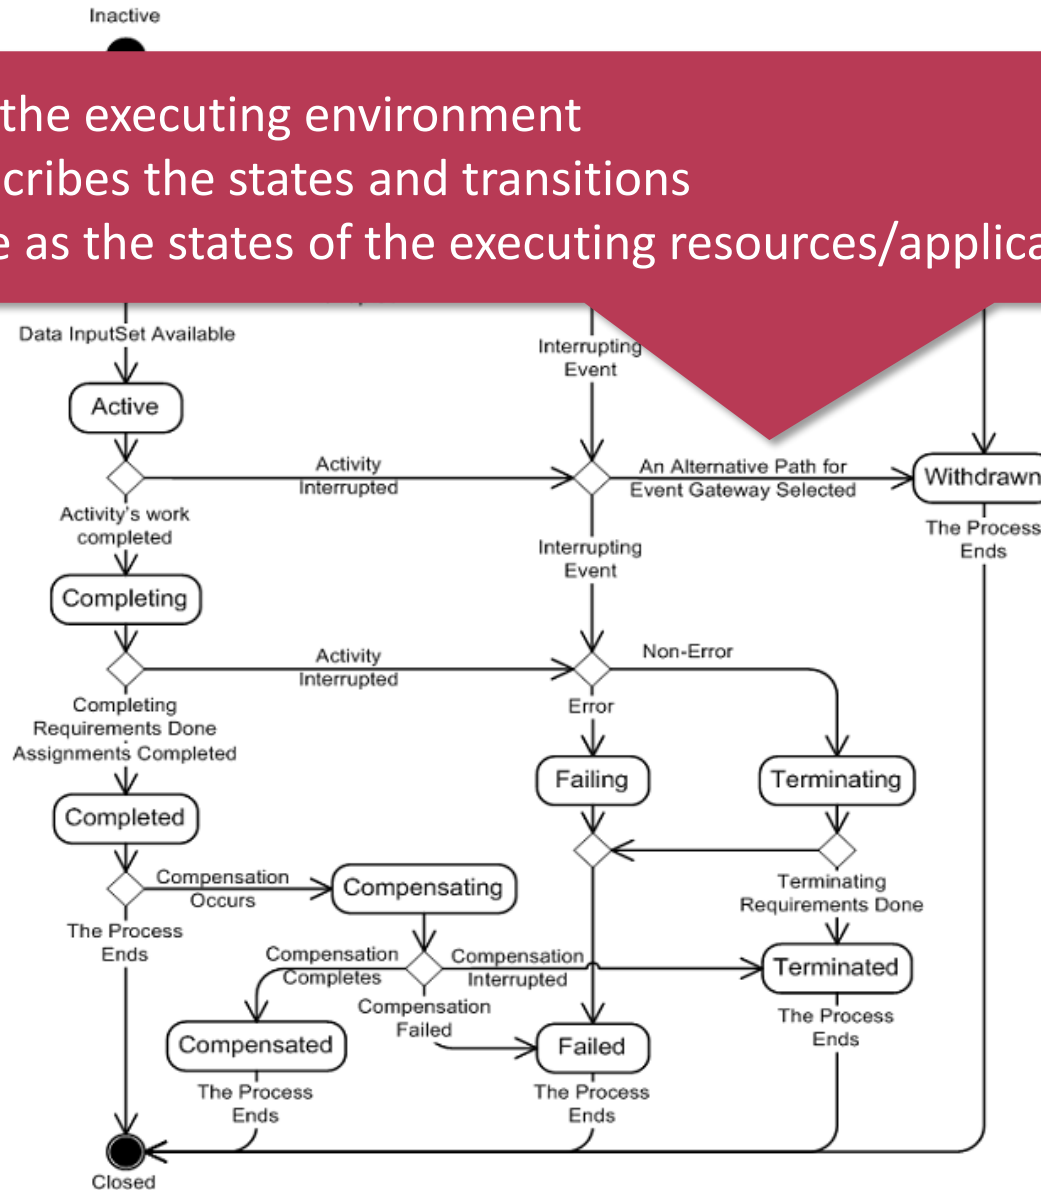 Inactive
the executing environment
cribes the states and transitions
e as the states of the executing resources/applica
Data InputSet Available
Interrupting
Event
Active
Activity
Interrupted
An Alternative Path for
Event Gateway Selected
Withdrawn
Activity's work
completed
The Process
Ends
Interrupting
Event
Completing
Activity
Interrupted
Non-Error
Completing
Requirements Done
Assignments Completed
Error
Failing
Terminating
Completed
Compensation
Occurs
Compensating
Terminating
Requirements Done
The Process
Ends
Compensation
Completes
Compensation
Interrupted
Terminated
Compensation
Failed
The Process
Ends
Compensated
Failed
The Process
Ends
The Process
Ends
Closed